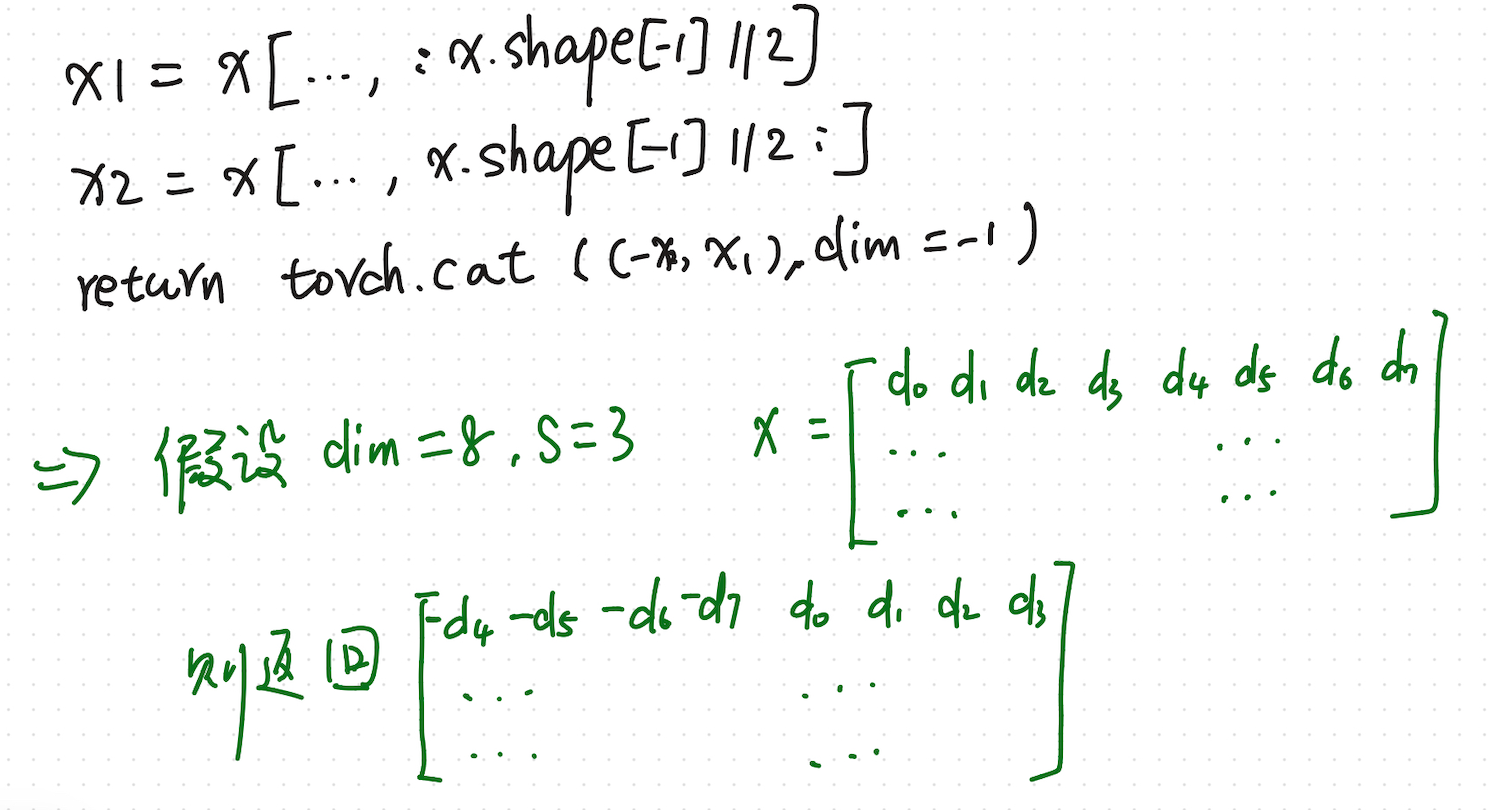 x1 = x[..., :x.shape[-1]//2]
x2 = x[..., x.shape[-1]//2:]
return torch.cat ((-x₂, x₁), dim=-1)
⇒ 假设 dim=8, S=3 x = [d₀ d₁ d₂ d₃ d₄ d₅ d₆ d₇
... ...
... ...]
则返回 [-d₄ -d₅ -d₆ -d₇ d₀ d₁ d₂ d₃
... ...
... ...]